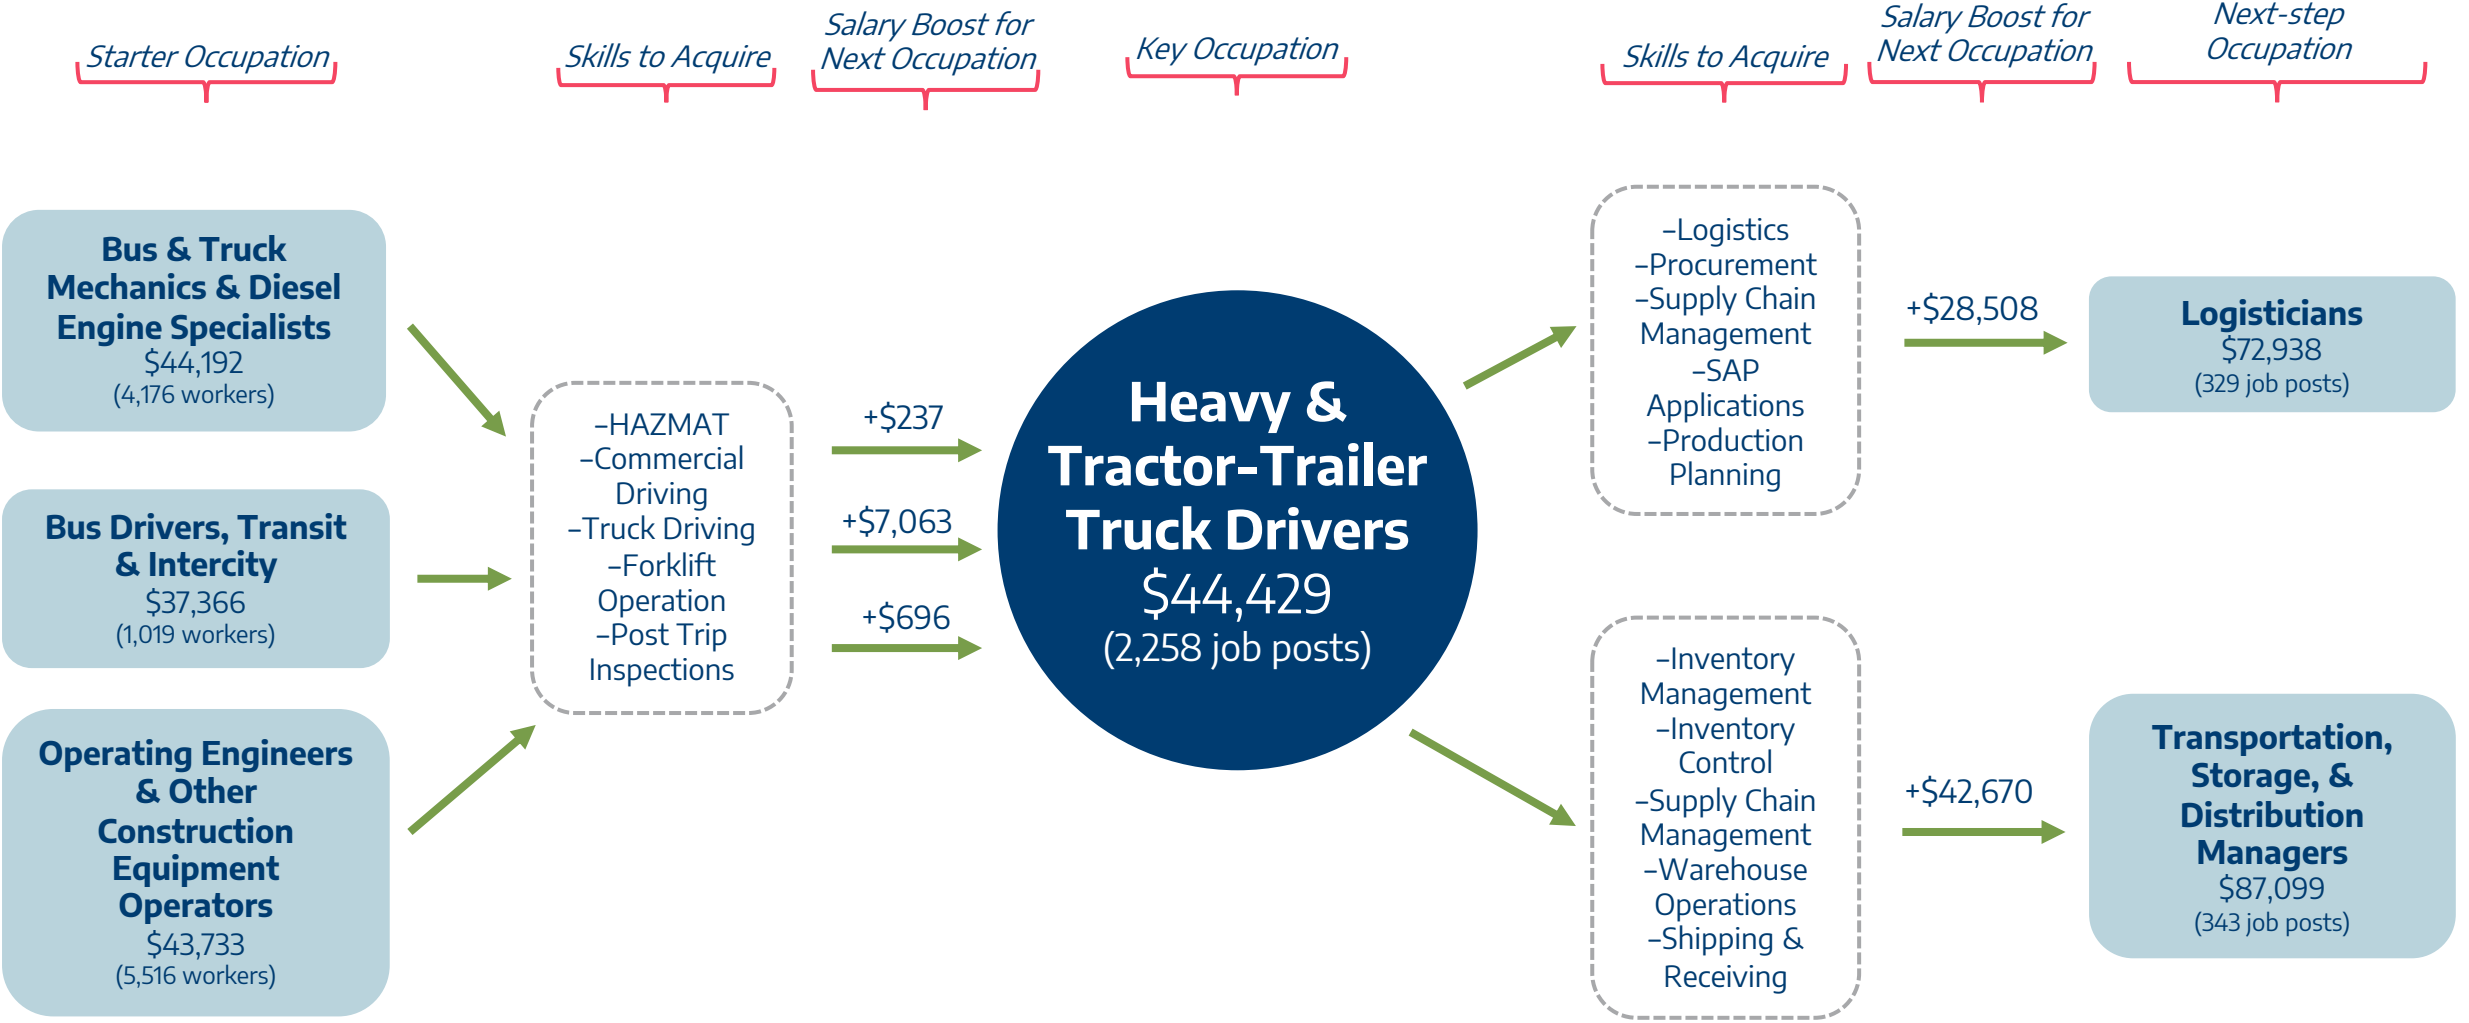 Starter Occupation
Skills to Acquire
Salary Boost for
Next Occupation
Key Occupation
Skills to Acquire
Salary Boost for
Next Occupation
Next-step
Occupation
Bus & Truck
Mechanics & Diesel
Engine Specialists
$44,192
(4,176 workers)
Bus Drivers, Transit
& Intercity
$37,366
(1,019 workers)
Operating Engineers
& Other
Construction
Equipment
Operators
$43,733
(5,516 workers)
–HAZMAT
–Commercial
Driving
–Truck Driving
–Forklift
Operation
–Post Trip
Inspections
+$237
+$7,063
+$696
Heavy &
Tractor-Trailer
Truck Drivers
$44,429
(2,258 job posts)
–Logistics
–Procurement
–Supply Chain
Management
–SAP
Applications
–Production
Planning
+$28,508
Logisticians
$72,938
(329 job posts)
–Inventory
Management
–Inventory
Control
–Supply Chain
Management
–Warehouse
Operations
–Shipping &
Receiving
+$42,670
Transportation,
Storage, &
Distribution
Managers
$87,099
(343 job posts)